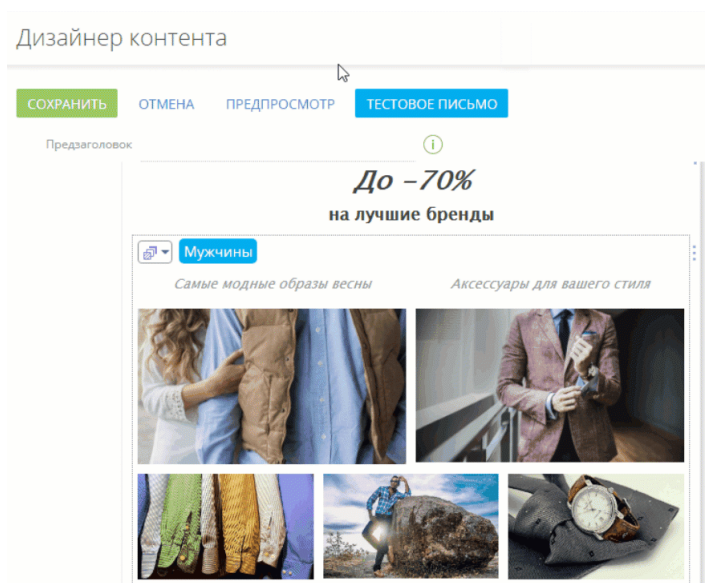 Дизайнер контента
СОХРАНИТЬ ОТМЕНА ПРЕДПРОСМОТР ТЕСТОВОЕ ПИСЬМО
Предзаголовок i
До –70%
на лучшие бренды
Мужчины
Самые модные образы весны Аксессуары для вашего стиля